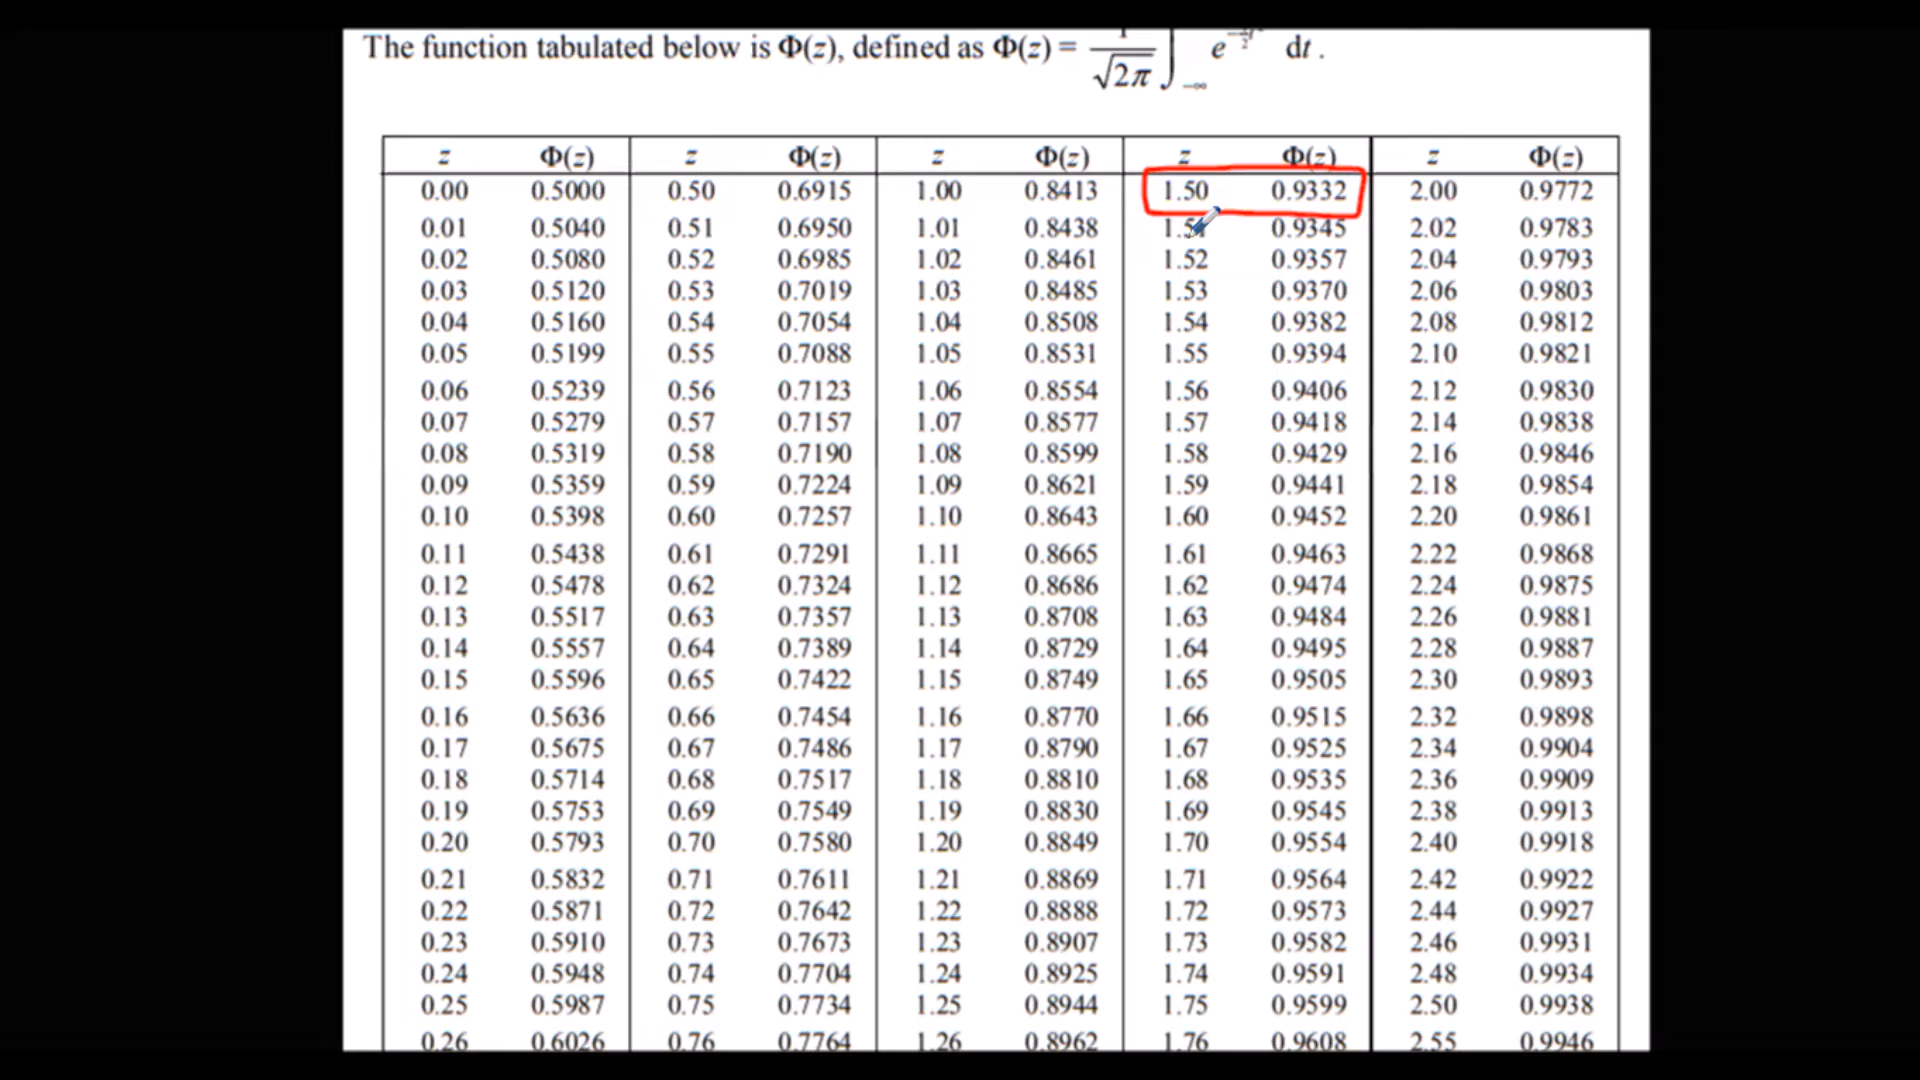 The function tabulated below is Φ(z), defined as Φ(z) = 1/√2π ∫ −∞ e dt .
z Φ(z) z Φ(z) z Φ(z) z Φ(z) z Φ(z)
0.00 0.5000 0.50 0.6915 1.00 0.8413 1.50 0.9332 2.00 0.9772
0.01 0.5040 0.51 0.6950 1.01 0.8438 1.51 0.9345 2.02 0.9783
0.02 0.5080 0.52 0.6985 1.02 0.8461 1.52 0.9357 2.04 0.9793
0.03 0.5120 0.53 0.7019 1.03 0.8485 1.53 0.9370 2.06 0.9803
0.04 0.5160 0.54 0.7054 1.04 0.8508 1.54 0.9382 2.08 0.9812
0.05 0.5199 0.55 0.7088 1.05 0.8531 1.55 0.9394 2.10 0.9821
0.06 0.5239 0.56 0.7123 1.06 0.8554 1.56 0.9406 2.12 0.9830
0.07 0.5279 0.57 0.7157 1.07 0.8577 1.57 0.9418 2.14 0.9838
0.08 0.5319 0.58 0.7190 1.08 0.8599 1.58 0.9429 2.16 0.9846
0.09 0.5359 0.59 0.7224 1.09 0.8621 1.59 0.9441 2.18 0.9854
0.10 0.5398 0.60 0.7257 1.10 0.8643 1.60 0.9452 2.20 0.9861
0.11 0.5438 0.61 0.7291 1.11 0.8665 1.61 0.9463 2.22 0.9868
0.12 0.5478 0.62 0.7324 1.12 0.8686 1.62 0.9474 2.24 0.9875
0.13 0.5517 0.63 0.7357 1.13 0.8708 1.63 0.9484 2.26 0.9881
0.14 0.5557 0.64 0.7389 1.14 0.8729 1.64 0.9495 2.28 0.9887
0.15 0.5596 0.65 0.7422 1.15 0.8749 1.65 0.9505 2.30 0.9893
0.16 0.5636 0.66 0.7454 1.16 0.8770 1.66 0.9515 2.32 0.9898
0.17 0.5675 0.67 0.7486 1.17 0.8790 1.67 0.9525 2.34 0.9904
0.18 0.5714 0.68 0.7517 1.18 0.8810 1.68 0.9535 2.36 0.9909
0.19 0.5753 0.69 0.7549 1.19 0.8830 1.69 0.9545 2.38 0.9913
0.20 0.5793 0.70 0.7580 1.20 0.8849 1.70 0.9554 2.40 0.9918
0.21 0.5832 0.71 0.7611 1.21 0.8869 1.71 0.9564 2.42 0.9922
0.22 0.5871 0.72 0.7642 1.22 0.8888 1.72 0.9573 2.44 0.9927
0.23 0.5910 0.73 0.7673 1.23 0.8907 1.73 0.9582 2.46 0.9931
0.24 0.5948 0.74 0.7704 1.24 0.8925 1.74 0.9591 2.48 0.9934
0.25 0.5987 0.75 0.7734 1.25 0.8944 1.75 0.9599 2.50 0.9938
0.26 0.6026 0.76 0.7764 1.26 0.8962 1.76 0.9608 2.55 0.9946